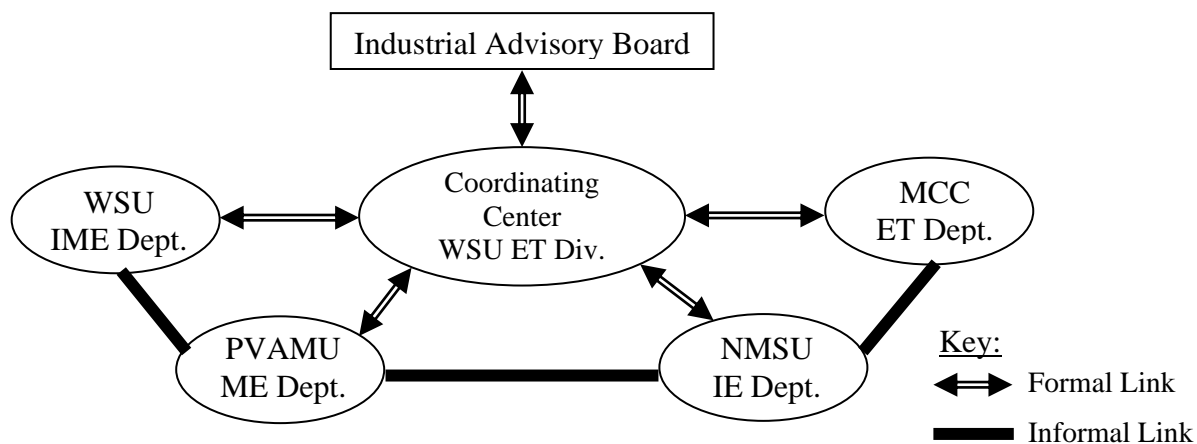 Industrial Advisory Board
Coordinating
Center
WSU ET Div.
WSU
IME Dept.
MCC
ET Dept.
PVAMU
ME Dept.
NMSU
IE Dept.
Key:
Formal Link
Informal Link